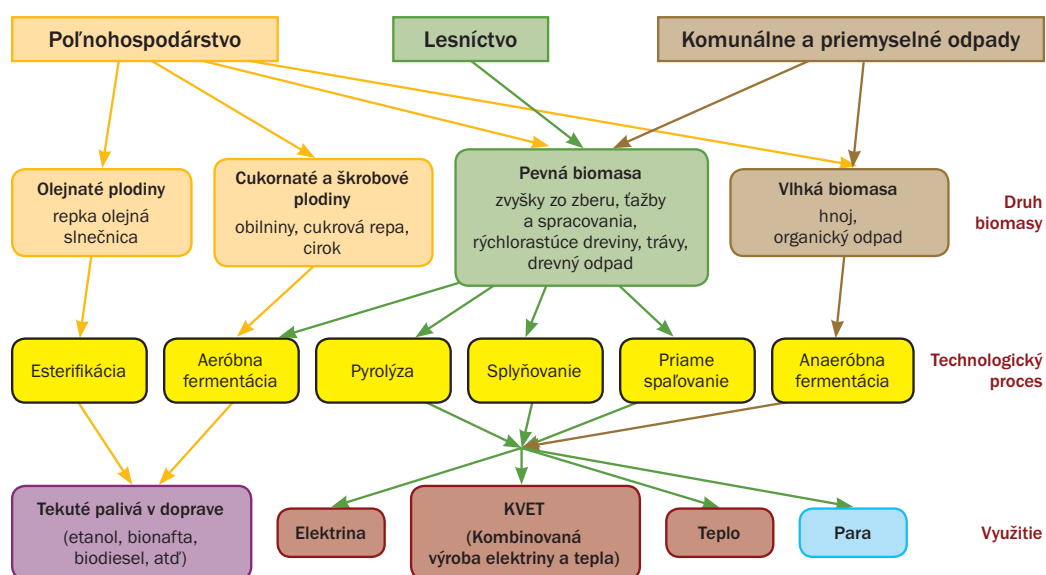 Poľnohospodárstvo
Lesníctvo
Komunálne a priemyselné odpady
Olejnaté plodiny
repka olejná
slnečnica
Cukornaté a škrobové
plodiny
obilniny, cukrová repa,
cirok
Pevná biomasa
zvyšky zo zberu, ťažby
a spracovania,
rýchlorastúce dreviny, trávy,
drevný odpad
Vlhká biomasa
hnoj,
organický odpad
Druh
biomasy
Esterifikácia
Aeróbna
fermentácia
Pyrolýza
Splyňovanie
Priame
spaľovanie
Anaeróbna
fermentácia
Technologický
proces
Tekuté palivá v doprave
(etanol, bionafta,
biodiesel, atď)
Elektrina
KVET
(Kombinovaná
výroba elektriny a tepla)
Teplo
Para
Využitie